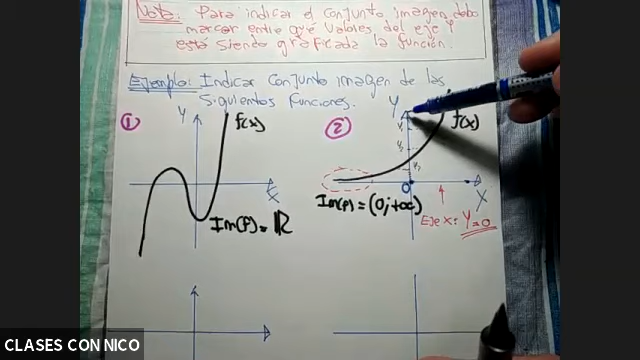 Nota: Para indicar el conjunto imagen debo
marcar entre qué valores del eje y
está siendo graficada la función.
Ejemplo: Indicar Conjunto imagen de las
Siguientes funciones.
① Y f(x)
X
Im(f)=ℝ
② Y f(x)
0 X
Im(f)=(0;+∞)
Eje x: Y=0
CLASES CON NICO